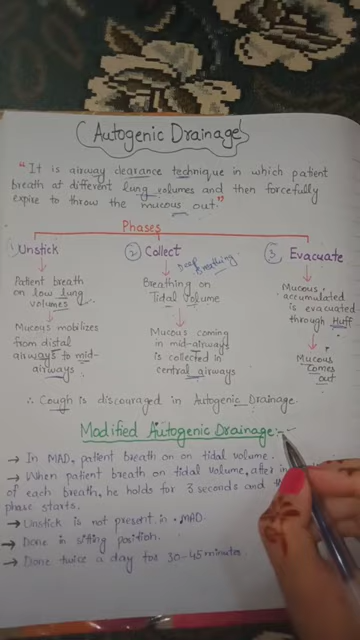 Autogenic Drainage
"It is airway clearance technique in which patient
breath at different lung volumes and then forcefully
expire to throw the mucous out."
Phases
1 Unstick
Patient breath
on low lung
volumes
Mucoys mobilizes
from distal
airways to mid-
airways
2 Collect
Deep breathing
Breathing on
Tidal volume
Mucous coming
in mid-airways
is collected in
central airways
3 Evacuate
Mucous
accumulated
is evacuated
through Huff
Mucous
comes
out
∴ Cough is discouraged in Autogenic Drainage.
Modified Autogenic Drainage:-
→ In MAD, patient breath on tidal volume.
→ When patient breath on tidal volume, after
of each breath, he holds for 3 seconds and
phase starts.
→ Unstick is not present in MAD.
→ Done in sitting position.
→ Done twice a day for 30-45 minutes.